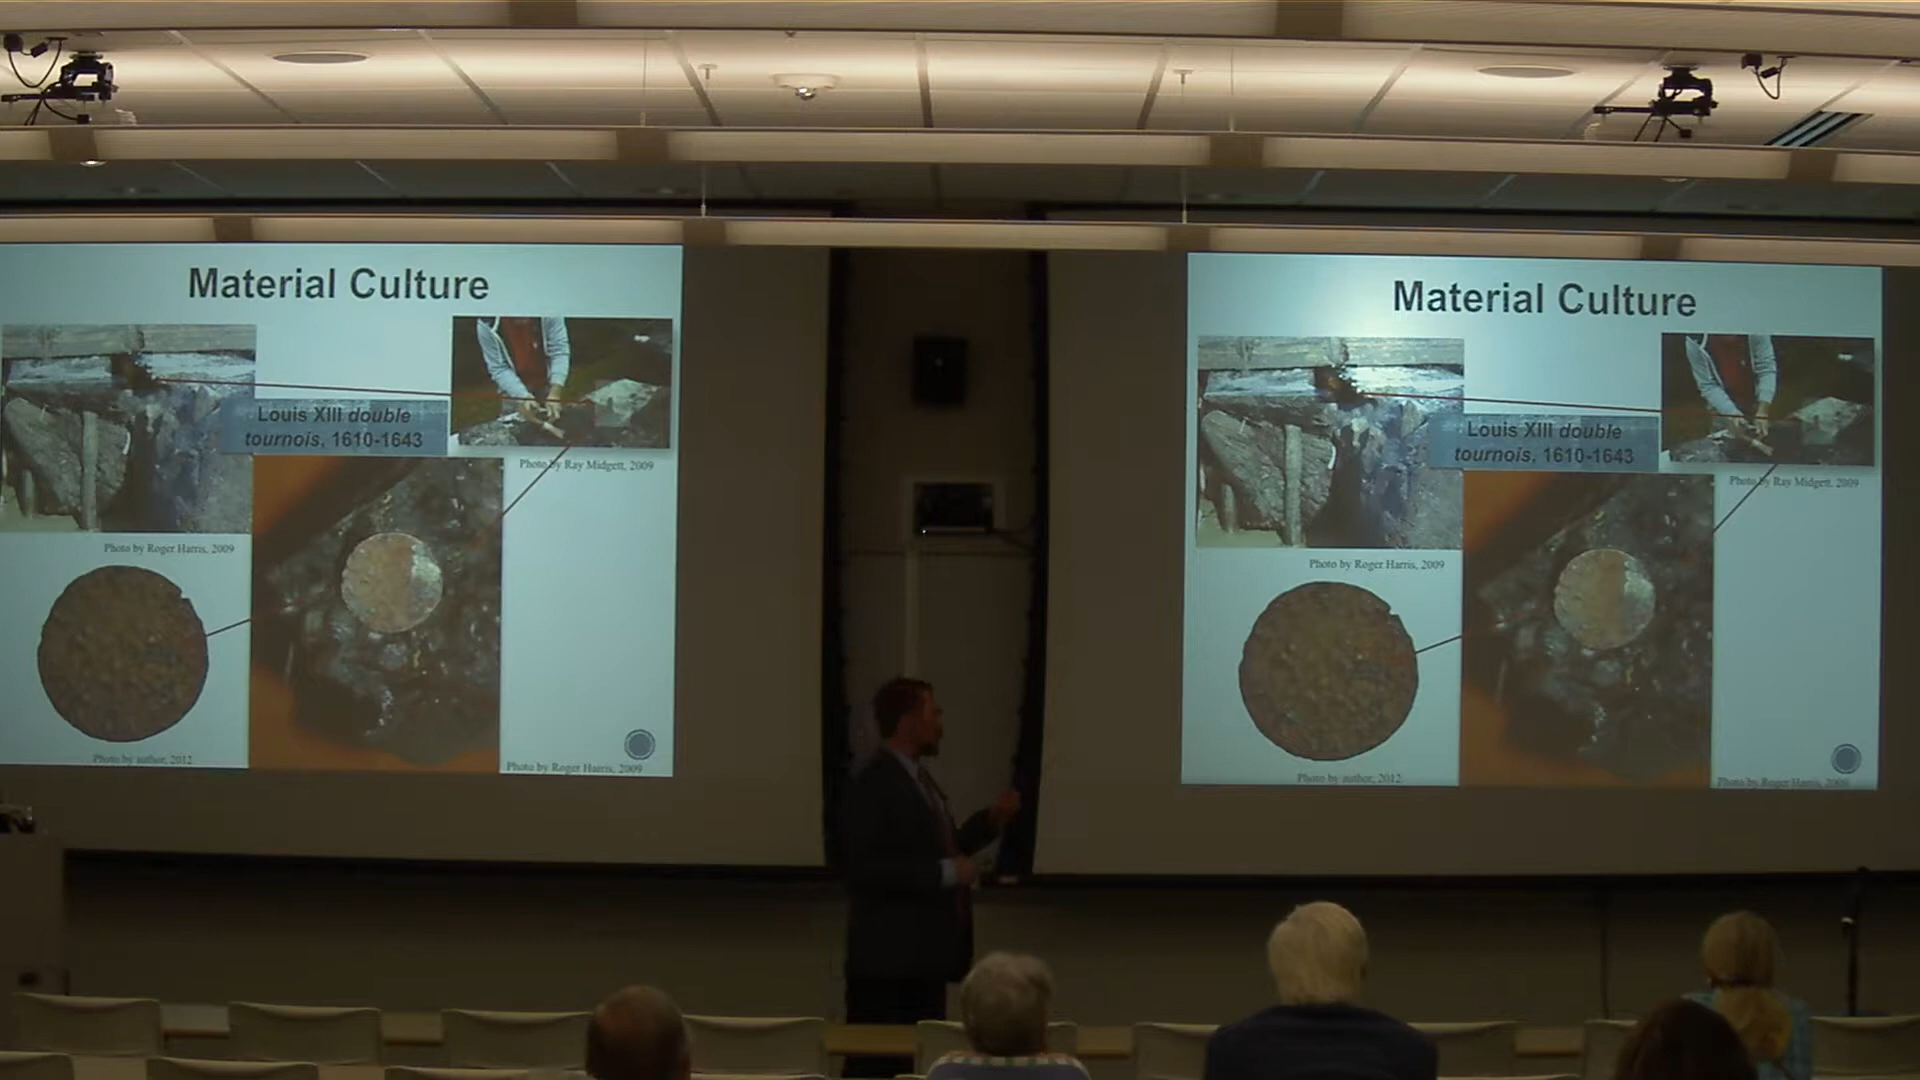 Material Culture
Louis XIII double
tournois, 1610-1643
Photo by Ray Midgett, 2009
Photo by Roger Harris, 2009
Photo by author, 2012
Photo by Roger Harris, 2009
Material Culture
Louis XIII double
tournois, 1610-1643
Photo by Ray Midgett, 2009
Photo by Roger Harris, 2009
Photo by author, 2012
Photo by Roger Harris, 2009